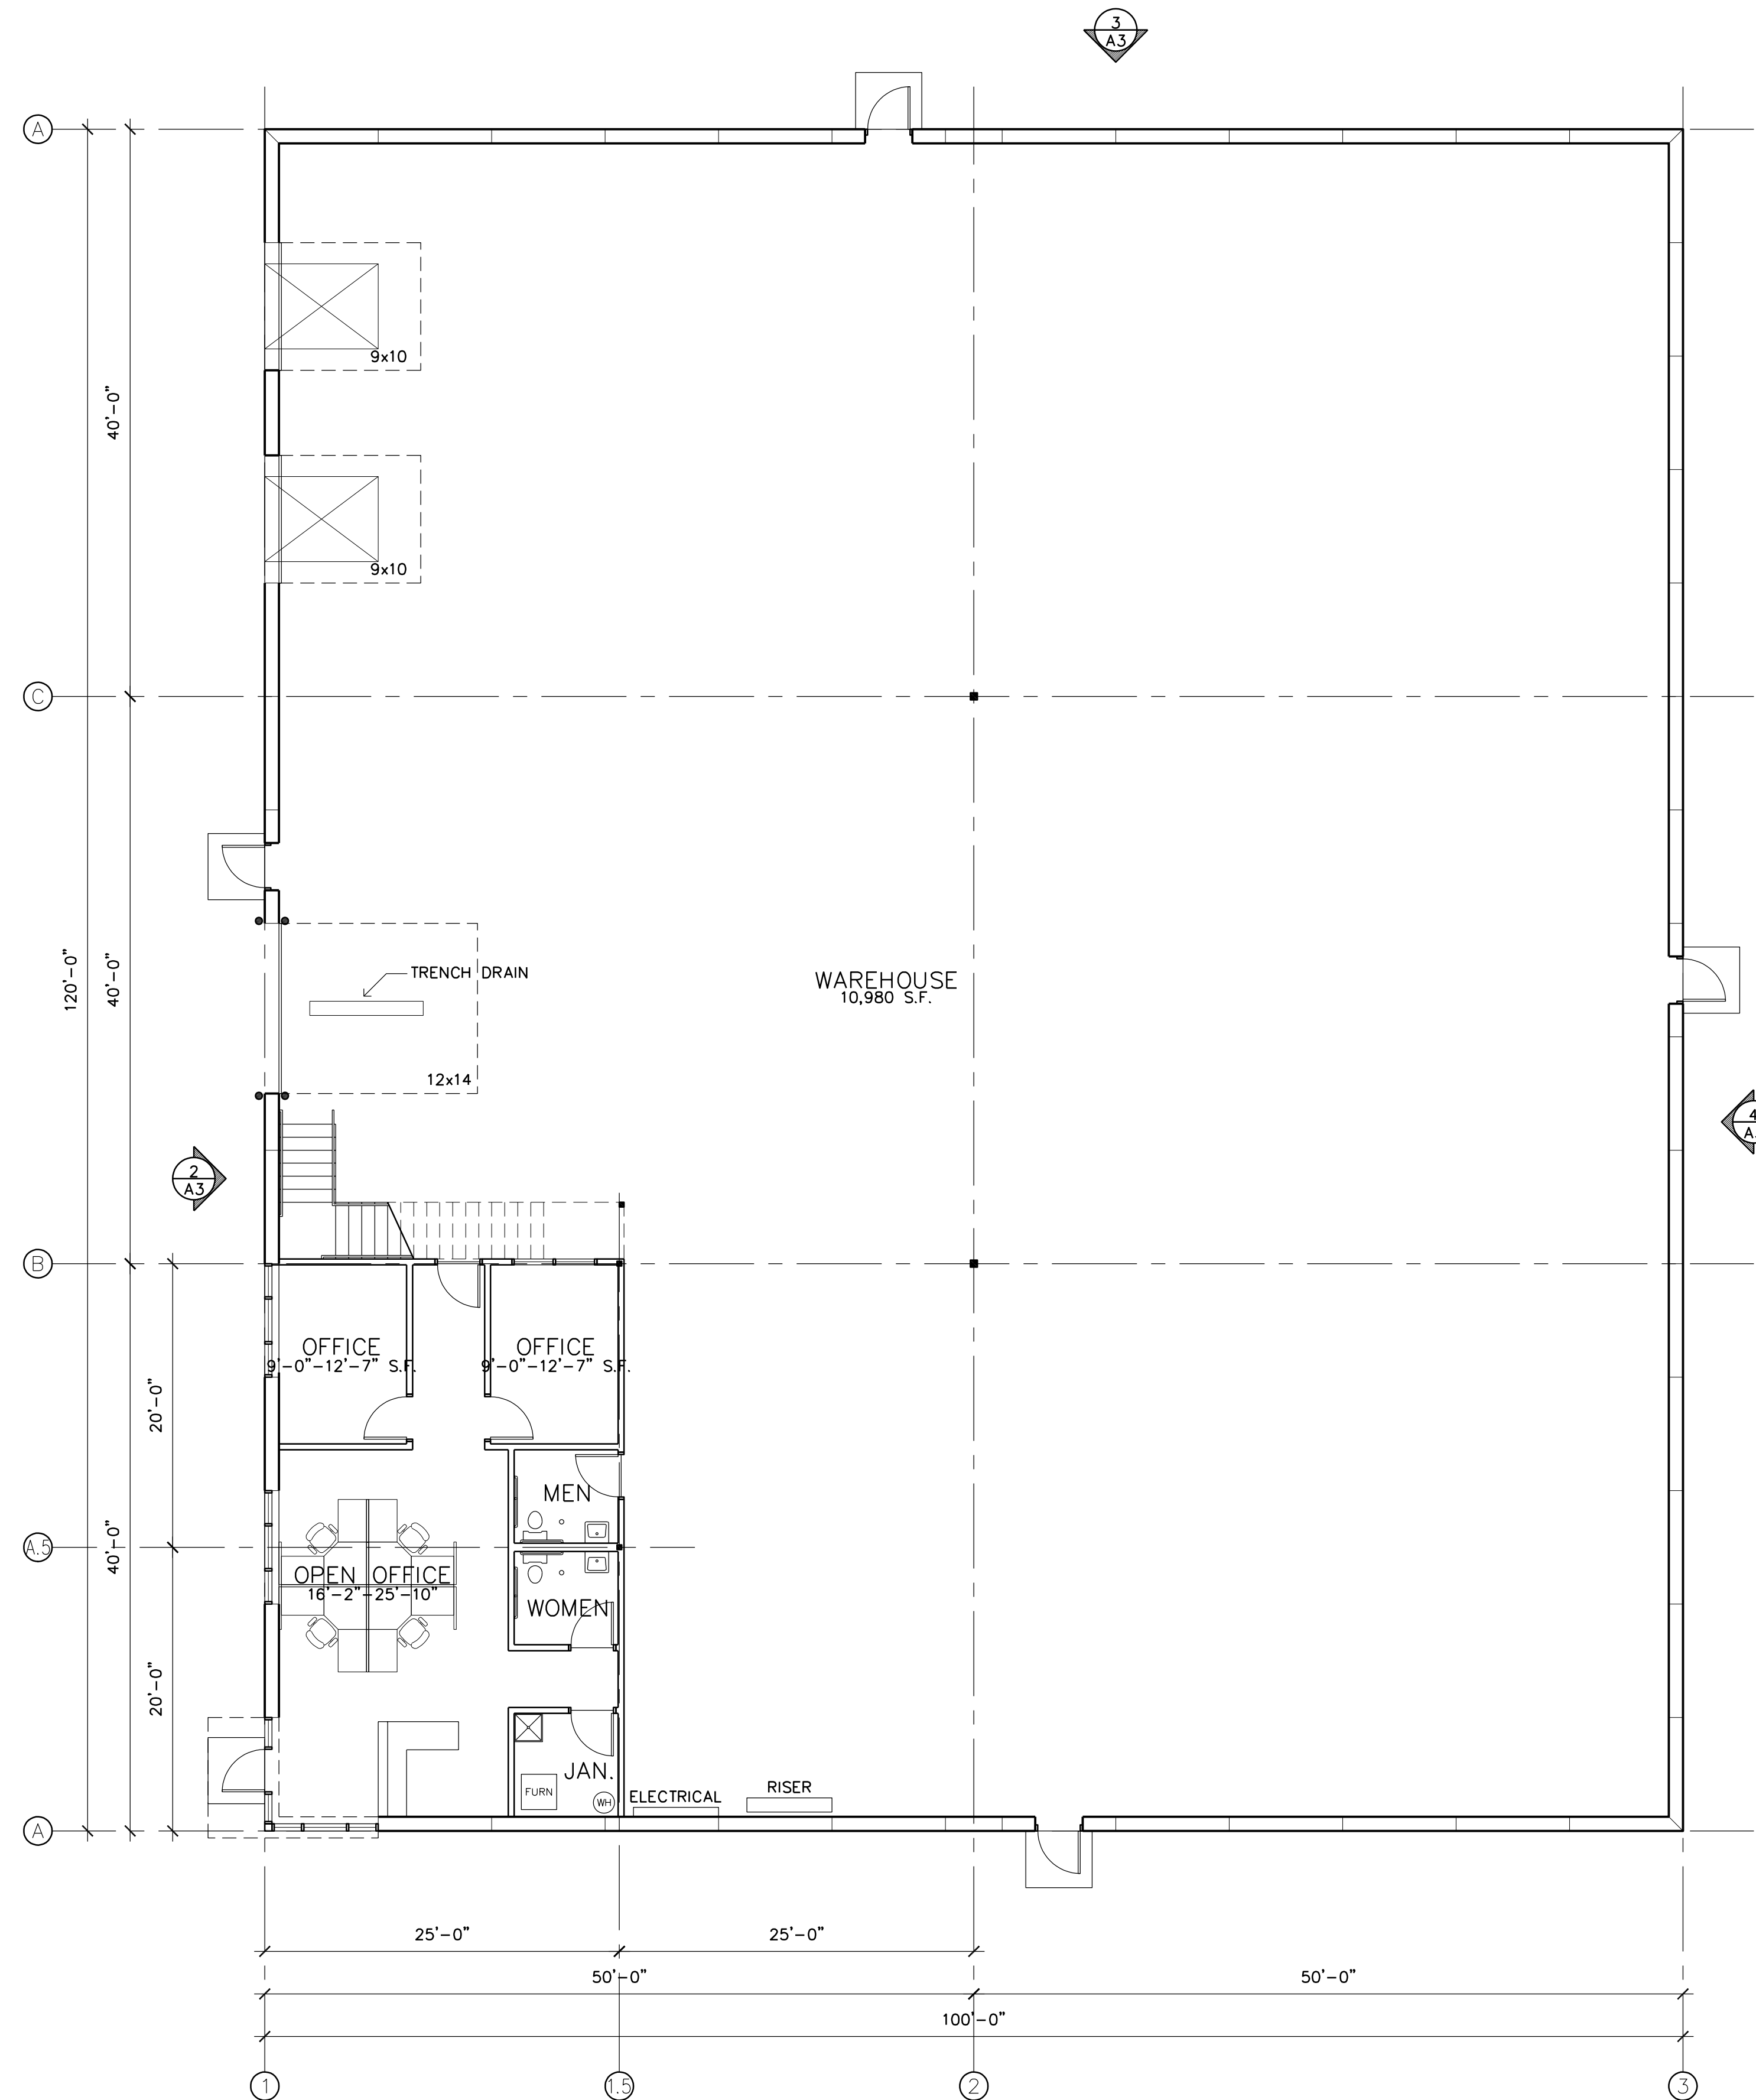 3
A3
A
40'-0"
9x10
9x10
C
120'-0"
40'-0"
TRENCH DRAIN
WAREHOUSE
10,980 S.F.
12x14
4
2
A3
B
OFFICE
9'-0"-12'-7" S.F.
OFFICE
9'-0"-12'-7" S.F.
20'-0"
MEN
A.5
40'-0"
OPEN OFFICE
16'-2"-25'-10"
WOMEN
20'-0"
JAN.
FURN
WH
ELECTRICAL
RISER
A
25'-0"
25'-0"
50'-0"
50'-0"
100'-0"
1
1.5
2
3